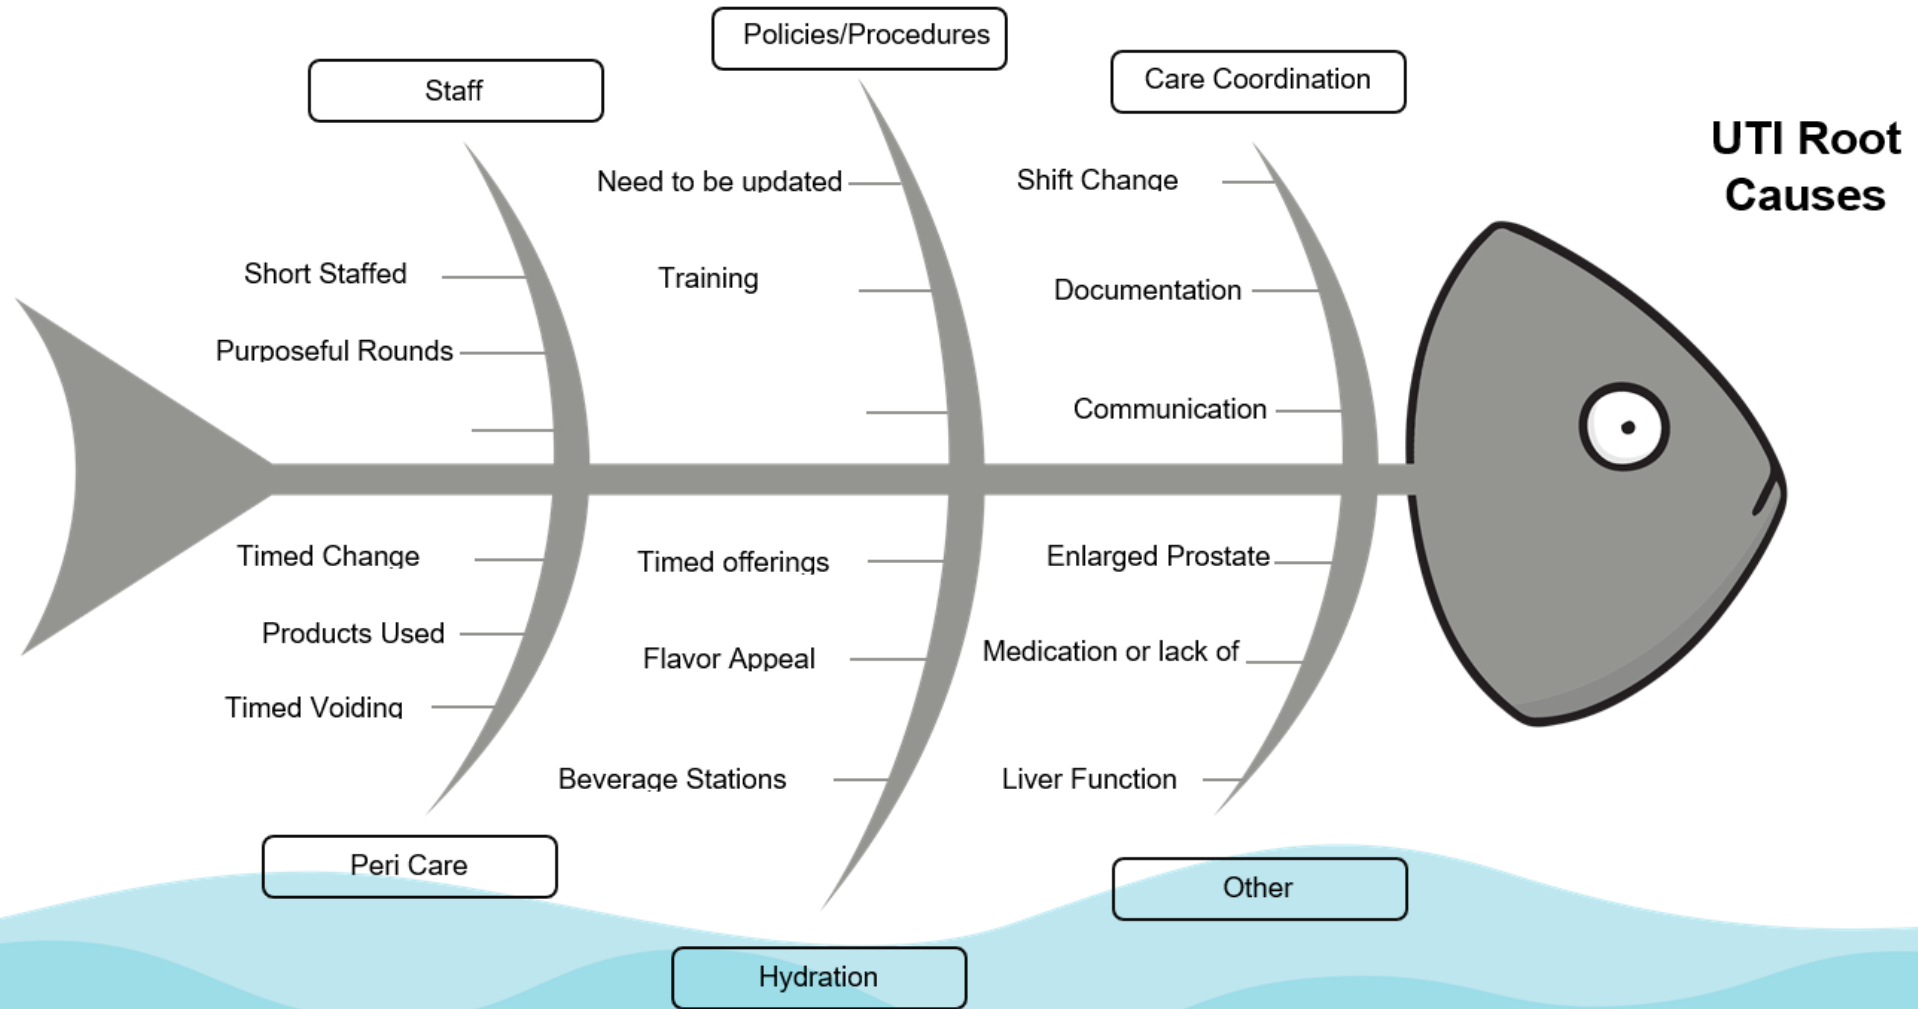 Policies/Procedures
Staff
Care Coordination
UTI Root
Causes
Need to be updated
Shift Change
Short Staffed
Training
Documentation
Purposeful Rounds
Communication
Timed Change
Timed offerings
Enlarged Prostate
Products Used
Flavor Appeal
Medication or lack of
Timed Voiding
Beverage Stations
Liver Function
Peri Care
Other
Hydration